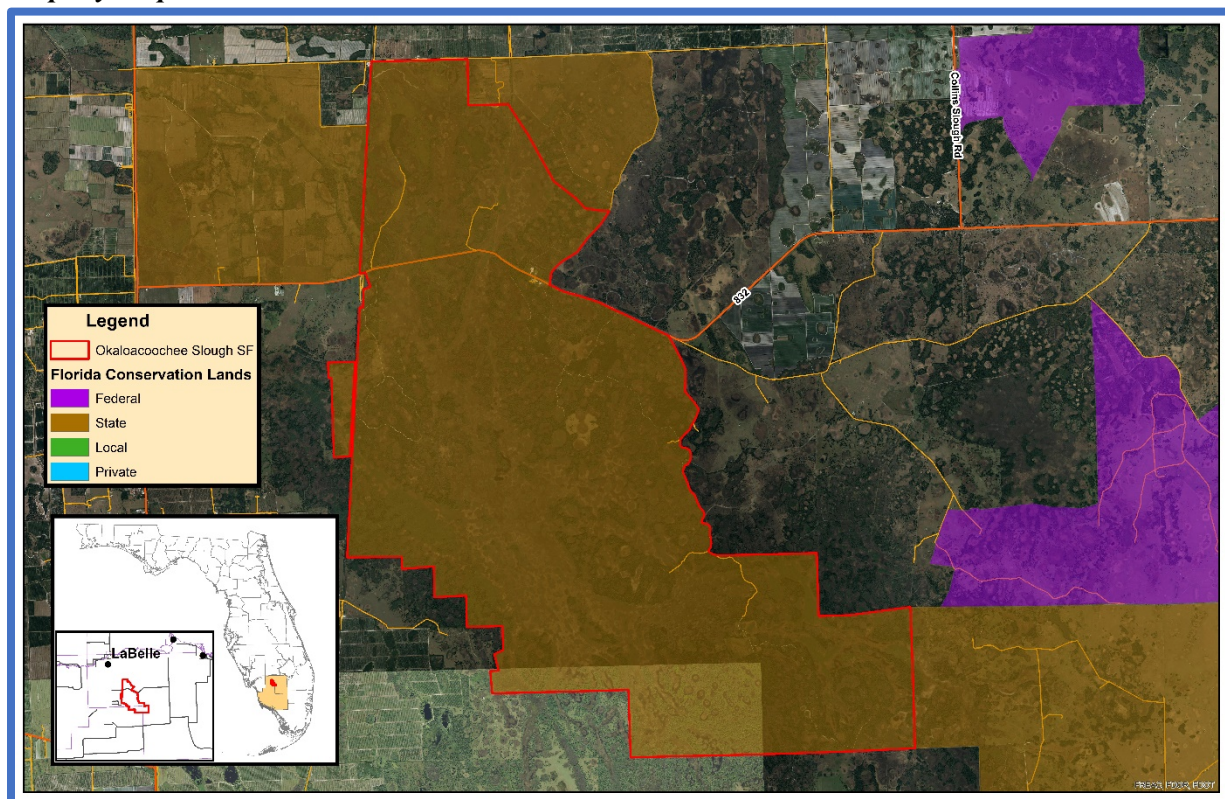 Collins Slough Rd
832
Legend
Okaloacoochee Slough SF
Florida Conservation Lands
Federal
State
Local
Private
LaBelle